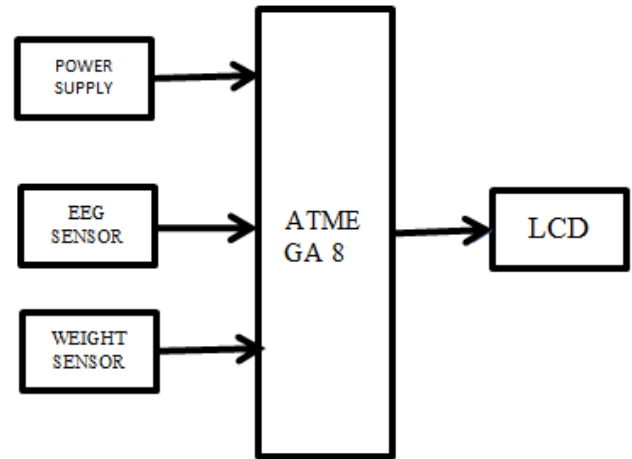 POWER
SUPPLY
EEG
SENSOR
WEIGHT
SENSOR
ATME
GA 8
LCD